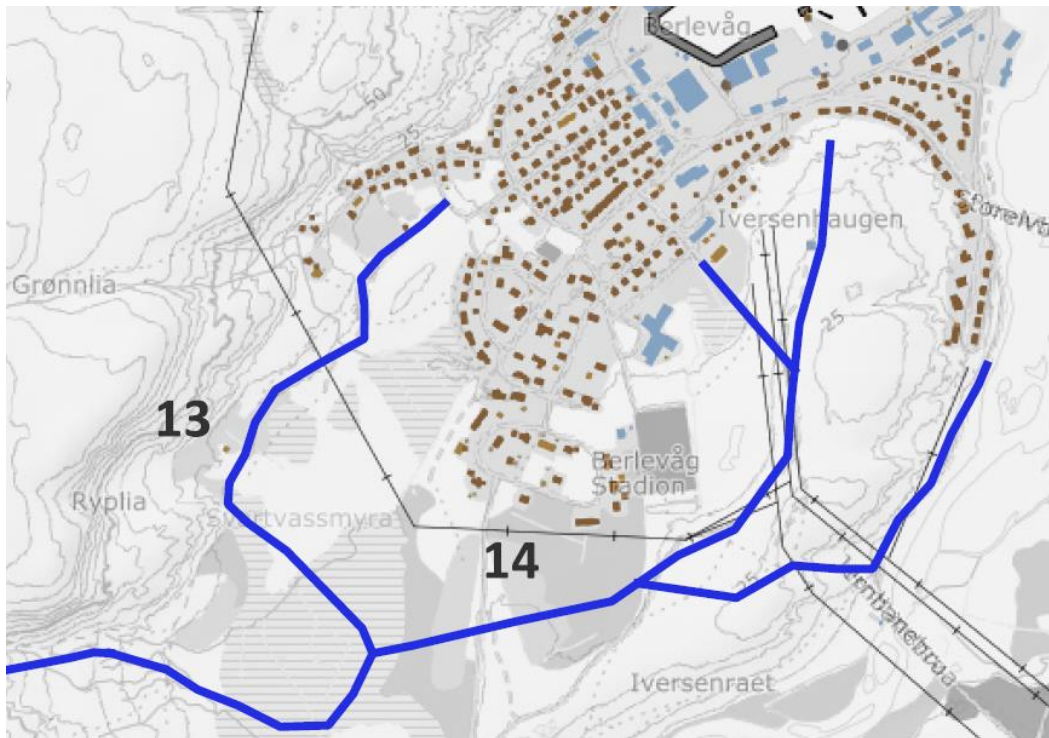 Berlevåg
50
25
Iversenhaugen
Grønnlia
25
13
Berlevåg
Stadion
Ryplia
Svartvassmyra
14
25
Iversenraet